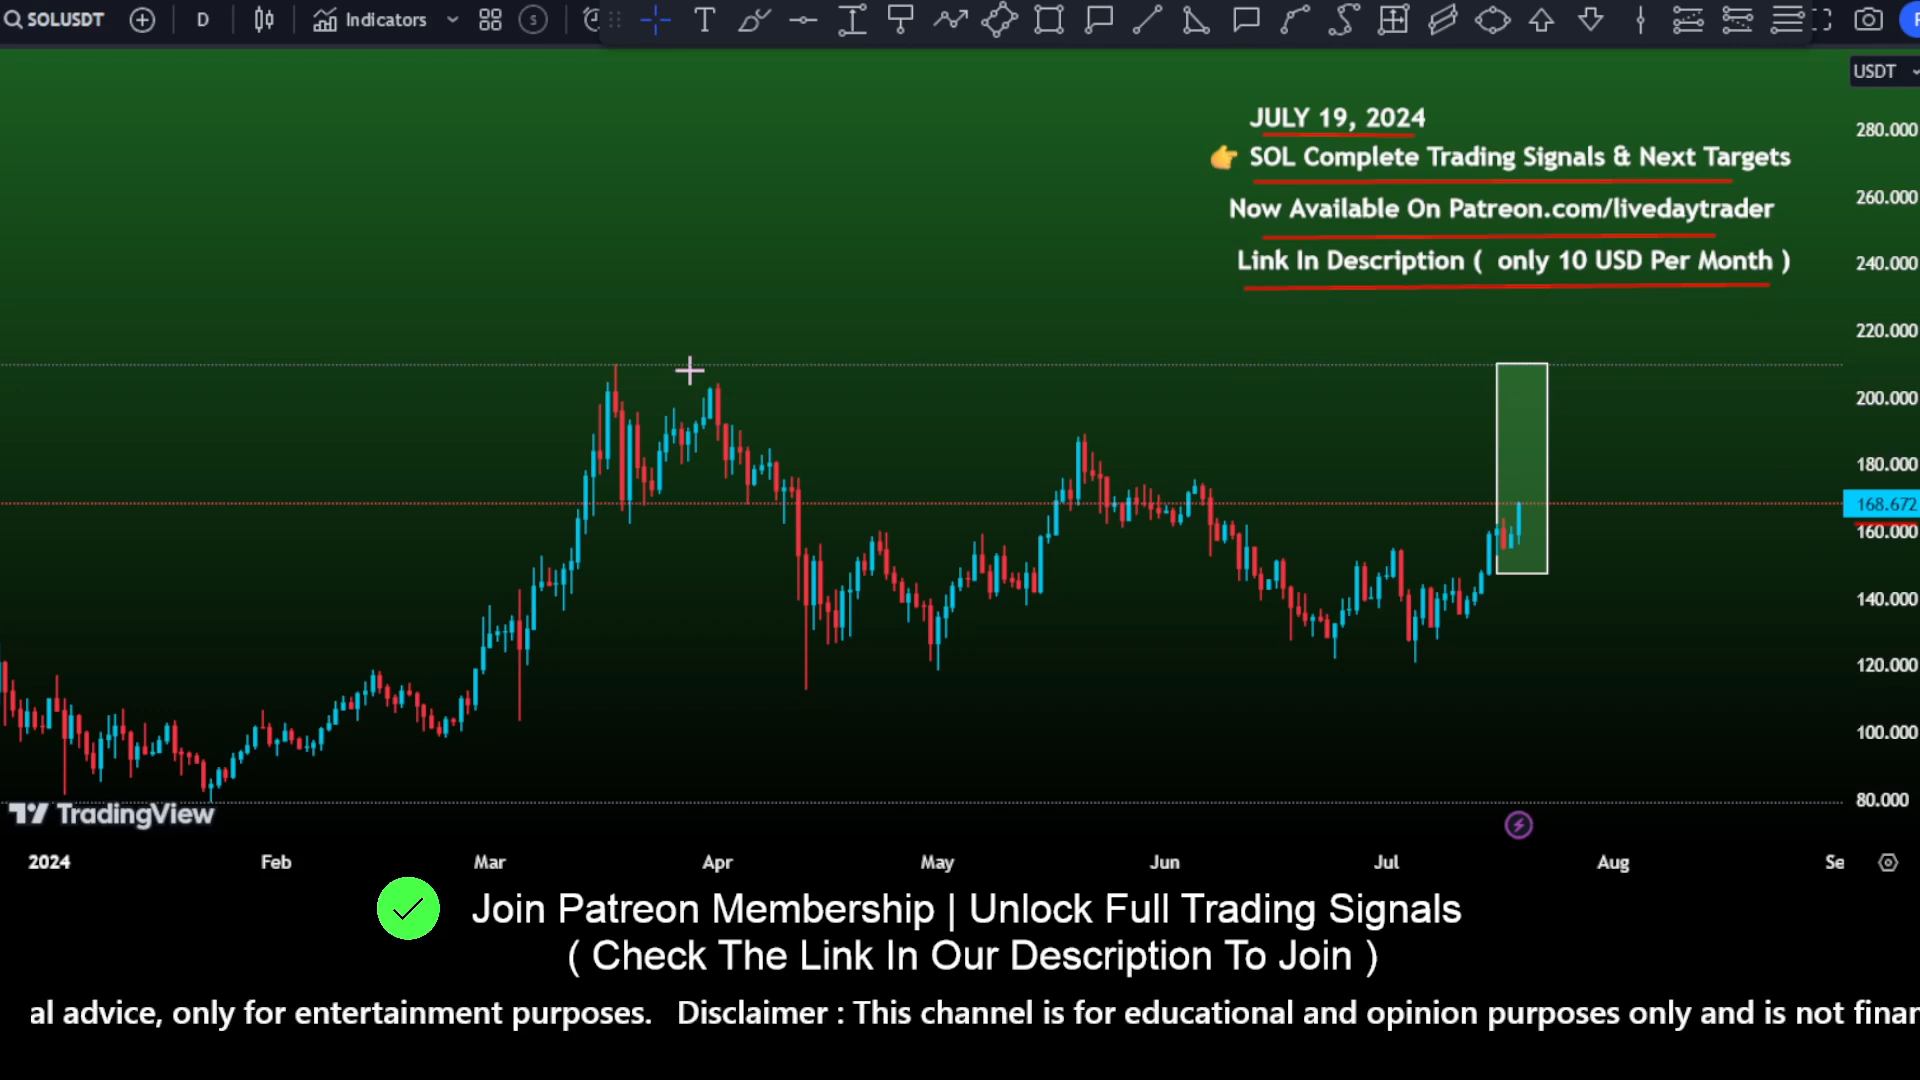 SOLUSDT D Indicators S
USDT
JULY 19, 2024
280.000
👉 SOL Complete Trading Signals & Next Targets
260.000
Now Available On Patreon.com/livedaytrader
240.000
Link In Description ( only 10 USD Per Month )
220.000
200.000
180.000
168.672
160.000
140.000
120.000
100.000
80.000
TradingView
2024 Feb Mar Apr May Jun Jul Aug Se
Join Patreon Membership | Unlock Full Trading Signals
( Check The Link In Our Description To Join )
al advice, only for entertainment purposes. Disclaimer : This channel is for educational and opinion purposes only and is not finan